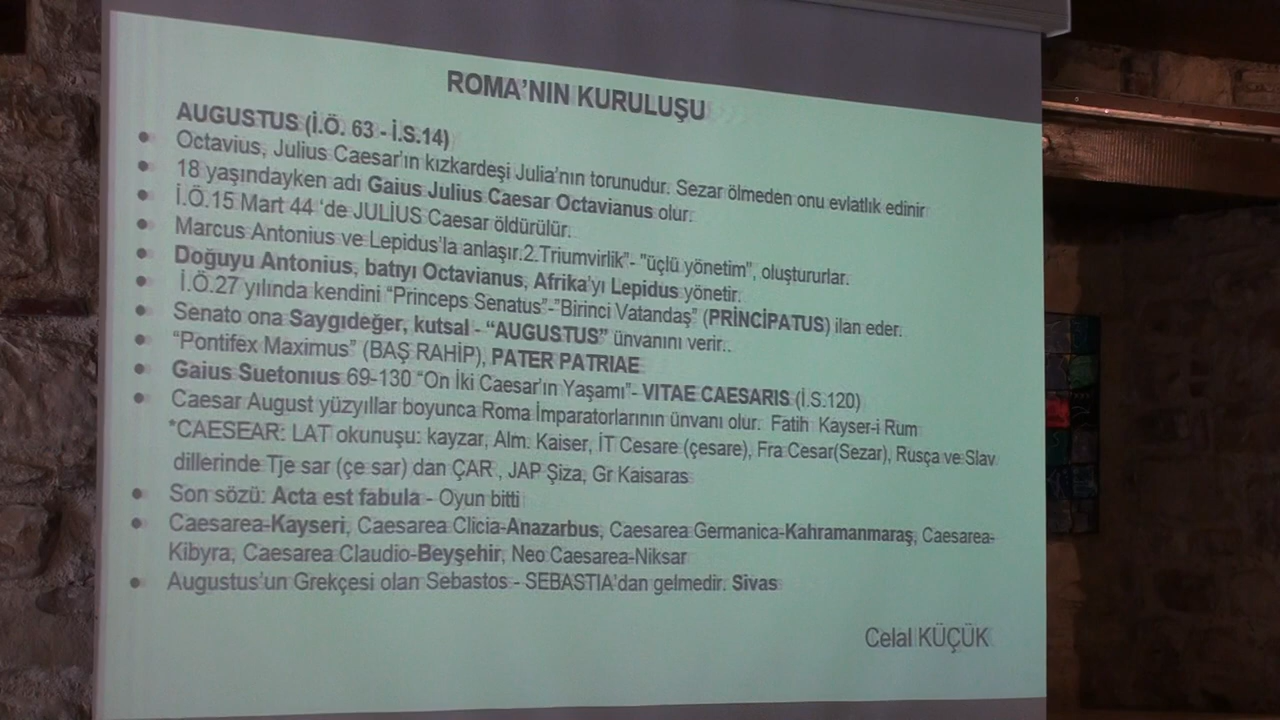 ROMA'NIN KURULUŞU
AUGUSTUS (İ.Ö. 63 - İ.S.14)
• Octavius, Julius Caesar'ın kızkardeşi Julia'nın torunudur. Sezar ölmeden onu evlatlık edinir
• 18 yaşındayken adı Gaius Julius Caesar Octavianus olur.
• İ.Ö.15 Mart 44 'de JULİUS Caesar öldürülür.
• Marcus Antonius ve Lepidus'la anlaşır.2.Triumvirlik"- "üçlü yönetim", oluştururlar.
• Doğuyu Antonius, batıyı Octavianus, Afrika'yı Lepidus yönetir.
• İ.Ö.27 yılında kendini "Princeps Senatus"-"Birinci Vatandaş" (PRİNCİPATUS) ilan eder.
• Senato ona Saygıdeğer, kutsal - "AUGUSTUS" ünvanını verir..
• "Pontifex Maximus" (BAŞ RAHİP), PATER PATRIAE
• Gaius Suetonıus 69-130 "On İki Caesar'ın Yaşamı"- VITAE CAESARIS (İ.S.120)
• Caesar August yüzyıllar boyunca Roma İmparatorlarının ünvanı olur. Fatih Kayser-i Rum
*CAESEAR: LAT okunuşu: kayzar, Alm. Kaiser, İT Cesare (çesare), Fra Cesar(Sezar), Rusça ve Slav
dillerinde Tje sar (çe sar) dan ÇAR , JAP Şiza, Gr Kaisaras
• Son sözü: Acta est fabula - Oyun bitti
• Caesarea-Kayseri, Caesarea Clicia-Anazarbus, Caesarea Germanica-Kahramanmaraş, Caesarea-
Kibyra, Caesarea Claudio-Beyşehir, Neo Caesarea-Niksar
• Augustus'un Grekçesi olan Sebastos - SEBASTIA'dan gelmedir. Sivas
Celal KÜÇÜK